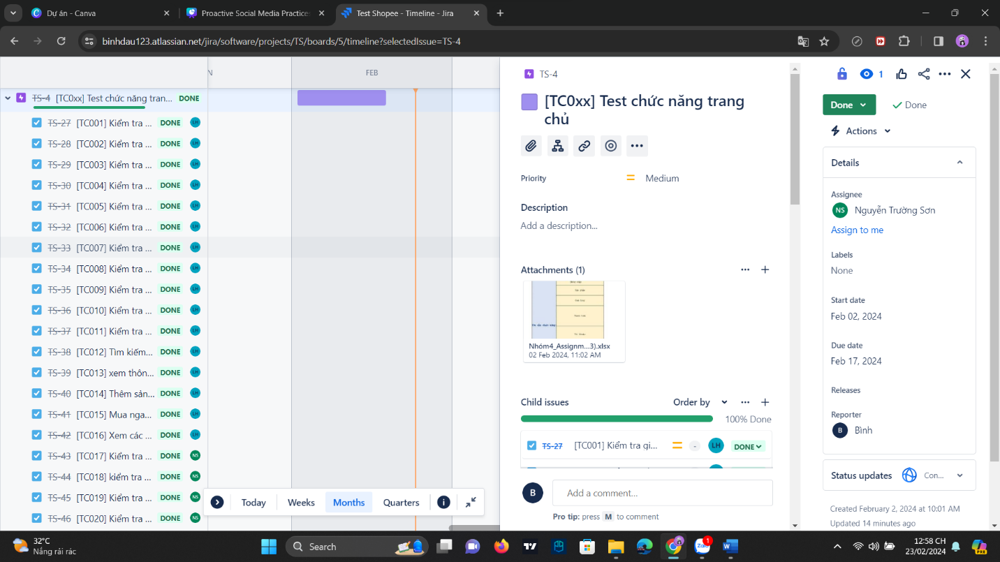 Dự án - Canva
Proactive Social Media Practice
Test Shopee - Timeline - Jira
binhdau123.atlassian.net/jira/software/projects/TS/boards/5/timeline?selectedIssue=TS-4
N
FEB
TS-4 [TC0xx] Test chức năng tran... DONE
TS-27 [TC001] Kiểm tra ... DONE LH
TS-28 [TC002] Kiểm tra ... DONE LH
TS-29 [TC003] Kiểm tra ... DONE LH
TS-30 [TC004] Kiểm tra ... DONE LH
TS-31 [TC005] Kiểm tra ... DONE LH
TS-32 [TC006] Kiểm tra ... DONE LH
TS-33 [TC007] Kiểm tra ... DONE LH
TS-34 [TC008] Kiểm tra ... DONE LH
TS-35 [TC009] Kiểm tra ... DONE LH
TS-36 [TC010] Kiểm tra ... DONE LH
TS-37 [TC011] Kiểm tra ... DONE LH
TS-38 [TC012] Tìm kiếm... DONE LH
TS-39 [TC013] xem thôn... DONE LH
TS-40 [TC014] Thêm sản... DONE LH
TS-41 [TC015] Mua nga... DONE LH
TS-42 [TC016] Xem các ... DONE LH
TS-43 [TC017] Kiểm tra ... DONE NS
TS-44 [TC018] kiểm tra ... DONE NS
TS-45 [TC019] Kiểm tra ... DONE NS
TS-46 [TC020] Kiểm tra ... DONE NS
Today Weeks Months Quarters
TS-4
[TC0xx] Test chức năng trang
chủ
Priority Medium
Description
Add a description...
Attachments (1)
Nhóm4_Assignm...3).xlsx
02 Feb 2024, 11:02 AM
Child issues Order by
100% Done
TS-27 [TC001] Kiểm tra gi... - LH DONE
B Add a comment...
Pro tip: press M to comment
1
Done Done
Actions
Details
Assignee
NS Nguyễn Trường Sơn
Assign to me
Labels
None
Start date
Feb 02, 2024
Due date
Feb 17, 2024
Releases
Reporter
B Bình
Status updates Con...
Created February 2, 2024 at 10:01 AM
Updated 14 minutes ago
32°C
Nắng rải rác
Search
Zalo
1
12:58 CH
23/02/2024
PRE